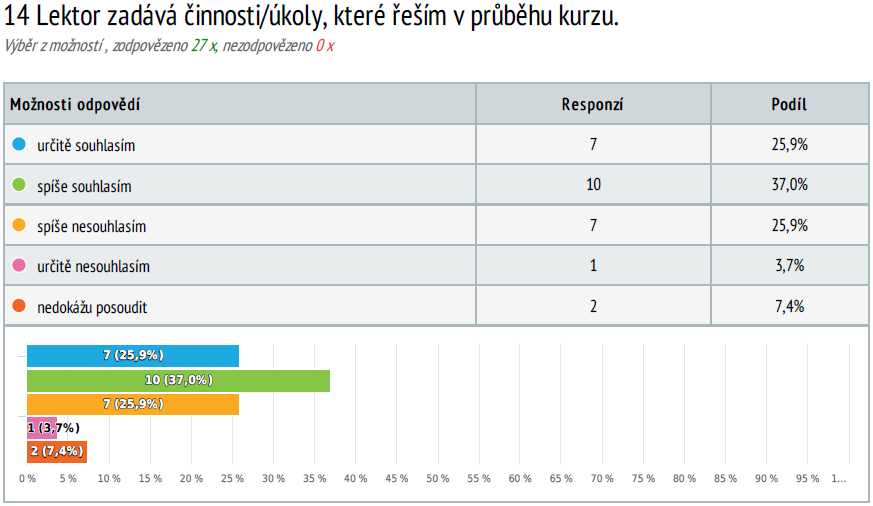 14 Lektor zadává činnosti/úkoly, které řeším v průběhu kurzu.
Výběr z možností , zodpovězeno 27 x, nezodpovězeno 0 x
Možnosti odpovědí Responzí Podíl
určitě souhlasím 7 25,9%
spíše souhlasím 10 37,0%
spíše nesouhlasím 7 25,9%
určitě nesouhlasím 1 3,7%
nedokážu posoudit 2 7,4%
7 (25,9%)
10 (37,0%)
7 (25,9%)
1 (3,7%)
2 (7,4%)
0 % 5 % 10 % 15 % 20 % 25 % 30 % 35 % 40 % 45 % 50 % 55 % 60 % 65 % 70 % 75 % 80 % 85 % 90 % 95 % 1...